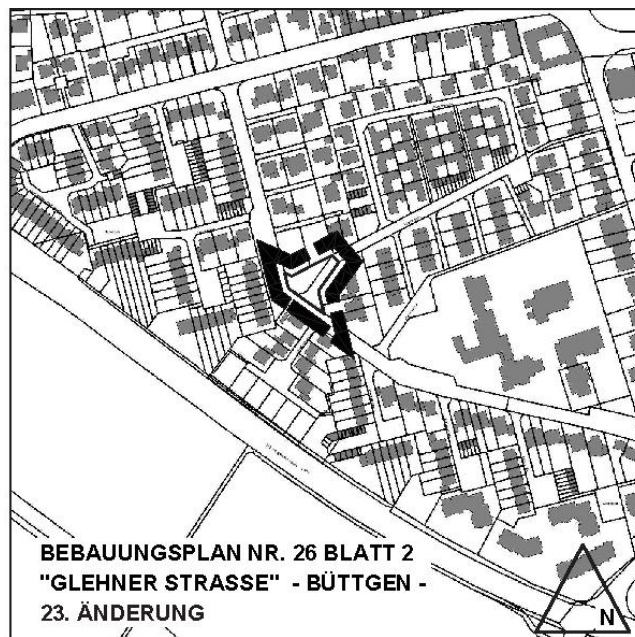 BEBAUUNGSPLAN NR. 26 BLATT 2
"GLEHNER STRASSE" - BÜTTGEN -
23. ÄNDERUNG
N